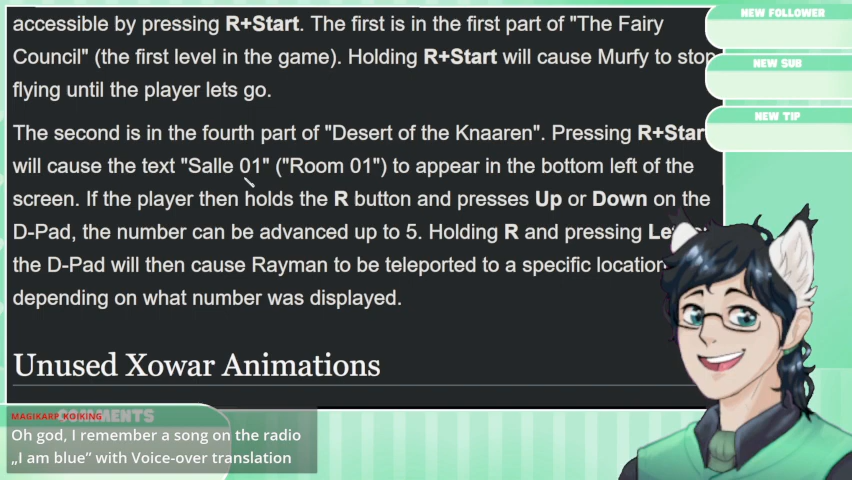 accessible by pressing R+Start. The first is in the first part of "The Fairy
Council" (the first level in the game). Holding R+Start will cause Murfy to stop
flying until the player lets go.
The second is in the fourth part of "Desert of the Knaaren". Pressing R+Star
will cause the text "Salle 01" ("Room 01") to appear in the bottom left of the
screen. If the player then holds the R button and presses Up or Down on the
D-Pad, the number can be advanced up to 5. Holding R and pressing
the D-Pad will then cause Rayman to be teleported to a specific location
depending on what number was displayed.
Unused Xowar Animations
NEW FOLLOWER
NEW SUB
NEW TIP
COMMENTS
MAGIKARP KOIKING
Oh god, I remember a song on the radio
„I am blue“ with Voice-over translation